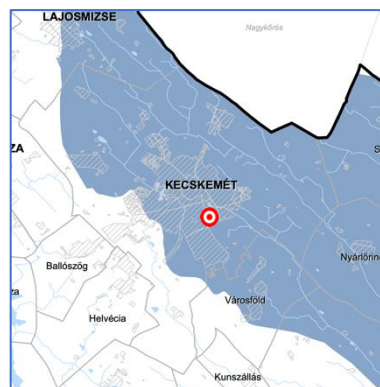 LAJOSMIZSE
Nagykőrös
ZA
KECSKEMÉT
Ballószög
Nyárlőrinc
Városföld
Helvécia
Kunszállás